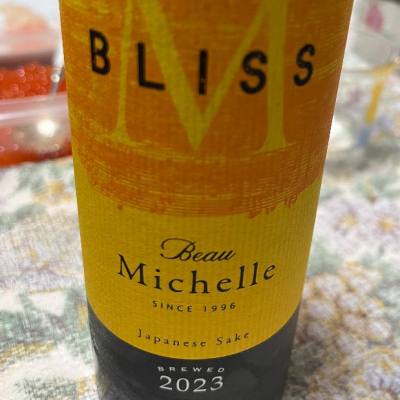 M
BLISS
Beau
Michelle
SINCE 1996
Japanese Sake
BREWED
2023